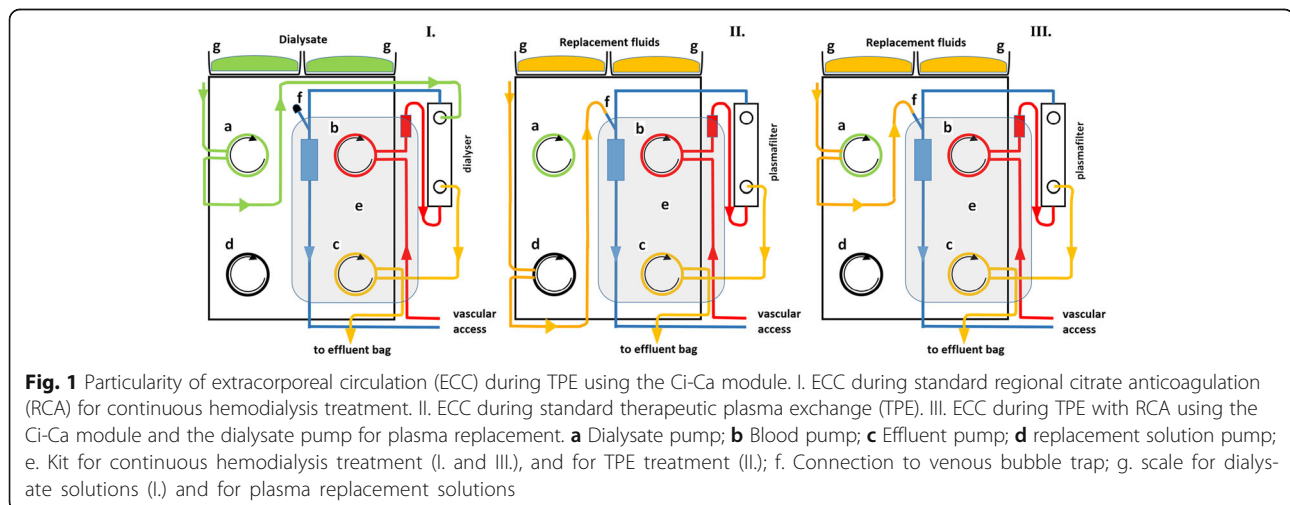 g Dialysate g I.
f
a
b
dialyser
e
d
c
vascular
access
to effluent bag
g Replacement fluids g II.
f
a
b
plasmafilter
e
d
c
vascular
access
to effluent bag
g Replacement fluids g III.
f
a
b
plasmafilter
e
d
c
vascular
access
to effluent bag
Fig. 1 Particularity of extracorporeal circulation (ECC) during TPE using the Ci-Ca module. I. ECC during standard regional citrate anticoagulation
(RCA) for continuous hemodialysis treatment. II. ECC during standard therapeutic plasma exchange (TPE). III. ECC during TPE with RCA using the
Ci-Ca module and the dialysate pump for plasma replacement. a Dialysate pump; b Blood pump; c Effluent pump; d replacement solution pump;
e. Kit for continuous hemodialysis treatment (I. and III.), and for TPE treatment (II.); f. Connection to venous bubble trap; g. scale for dialys-
ate solutions (I.) and for plasma replacement solutions